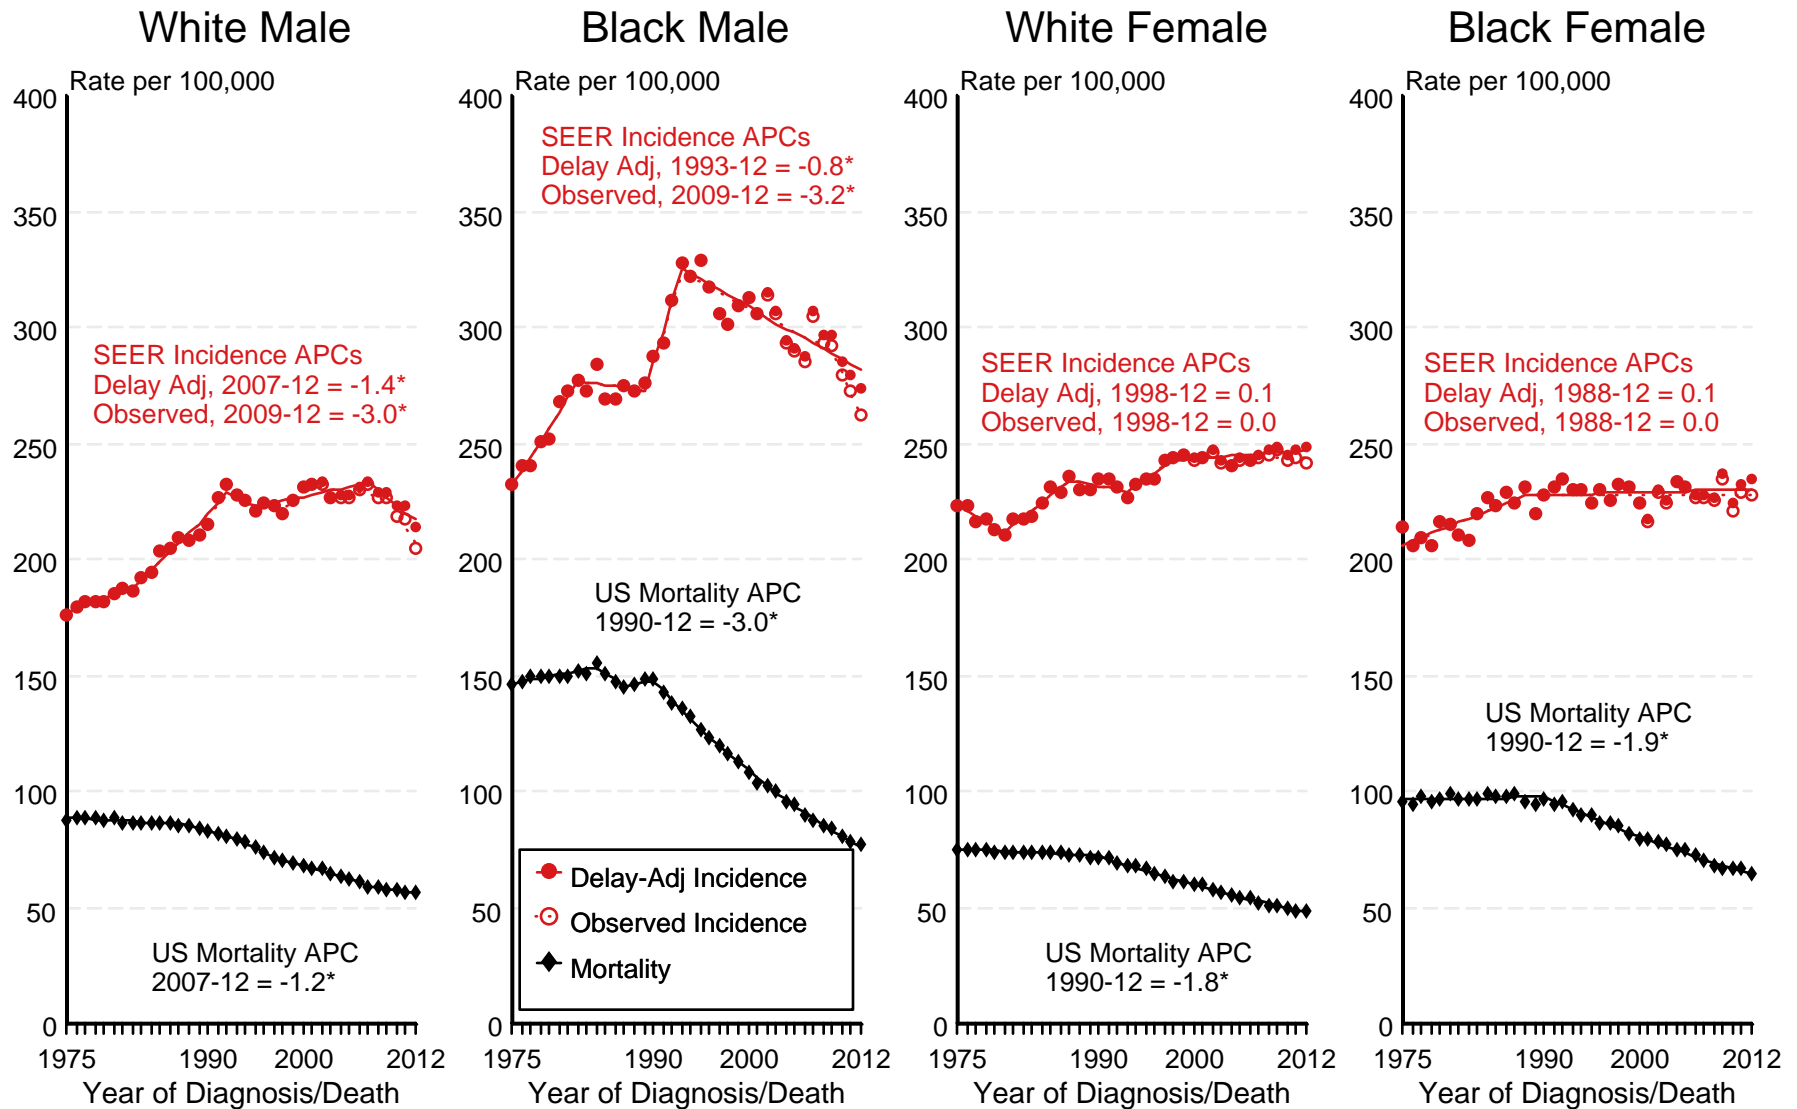 White Male
Rate per 100,000
400
350
300
250
200
150
100
50
0
SEER Incidence APCs
Delay Adj, 2007-12 = -1.4*
Observed, 2009-12 = -3.0*
US Mortality APC
2007-12 = -1.2*
1975 1990 2000 2012
Year of Diagnosis/Death
Black Male
Rate per 100,000
400
350
300
250
200
150
100
50
0
SEER Incidence APCs
Delay Adj, 1993-12 = -0.8*
Observed, 2009-12 = -3.2*
US Mortality APC
1990-12 = -3.0*
Delay-Adj Incidence
Observed Incidence
Mortality
1975 1990 2000 2012
Year of Diagnosis/Death
White Female
Rate per 100,000
400
350
300
250
200
150
100
50
0
SEER Incidence APCs
Delay Adj, 1998-12 = 0.1
Observed, 1998-12 = 0.0
US Mortality APC
1990-12 = -1.8*
1975 1990 2000 2012
Year of Diagnosis/Death
Black Female
Rate per 100,000
400
350
300
250
200
150
100
50
0
SEER Incidence APCs
Delay Adj, 1988-12 = 0.1
Observed, 1988-12 = 0.0
US Mortality APC
1990-12 = -1.9*
1975 1990 2000 2012
Year of Diagnosis/Death